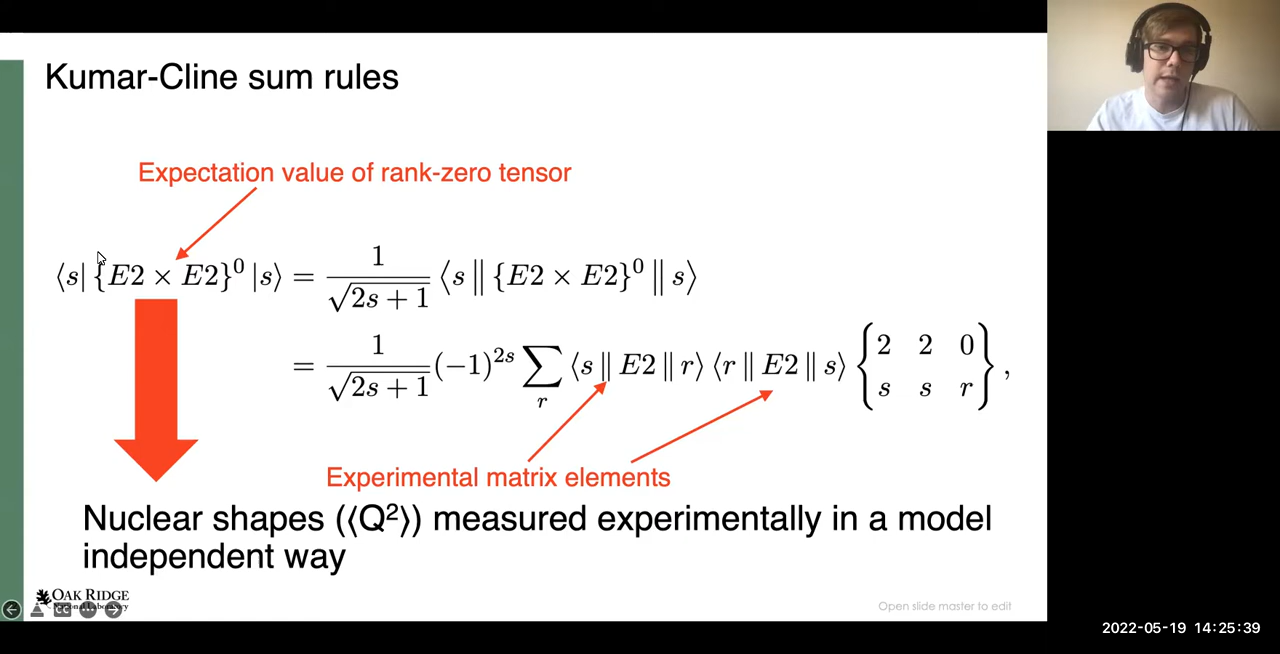 Kumar-Cline sum rules
Expectation value of rank-zero tensor
⟨s| {E2 × E2}⁰ |s⟩ = 1/√(2s + 1) ⟨s ‖ {E2 × E2}⁰ ‖ s⟩
= 1/√(2s + 1) (−1)²ˢ ∑_r ⟨s ‖ E2 ‖ r⟩ ⟨r ‖ E2 ‖ s⟩ {2 2 0 / s s r},
Experimental matrix elements
Nuclear shapes (⟨Q²⟩) measured experimentally in a model
independent way
OAK RIDGE
National Laboratory
CC
Open slide master to edit
2022-05-19 14:25:39